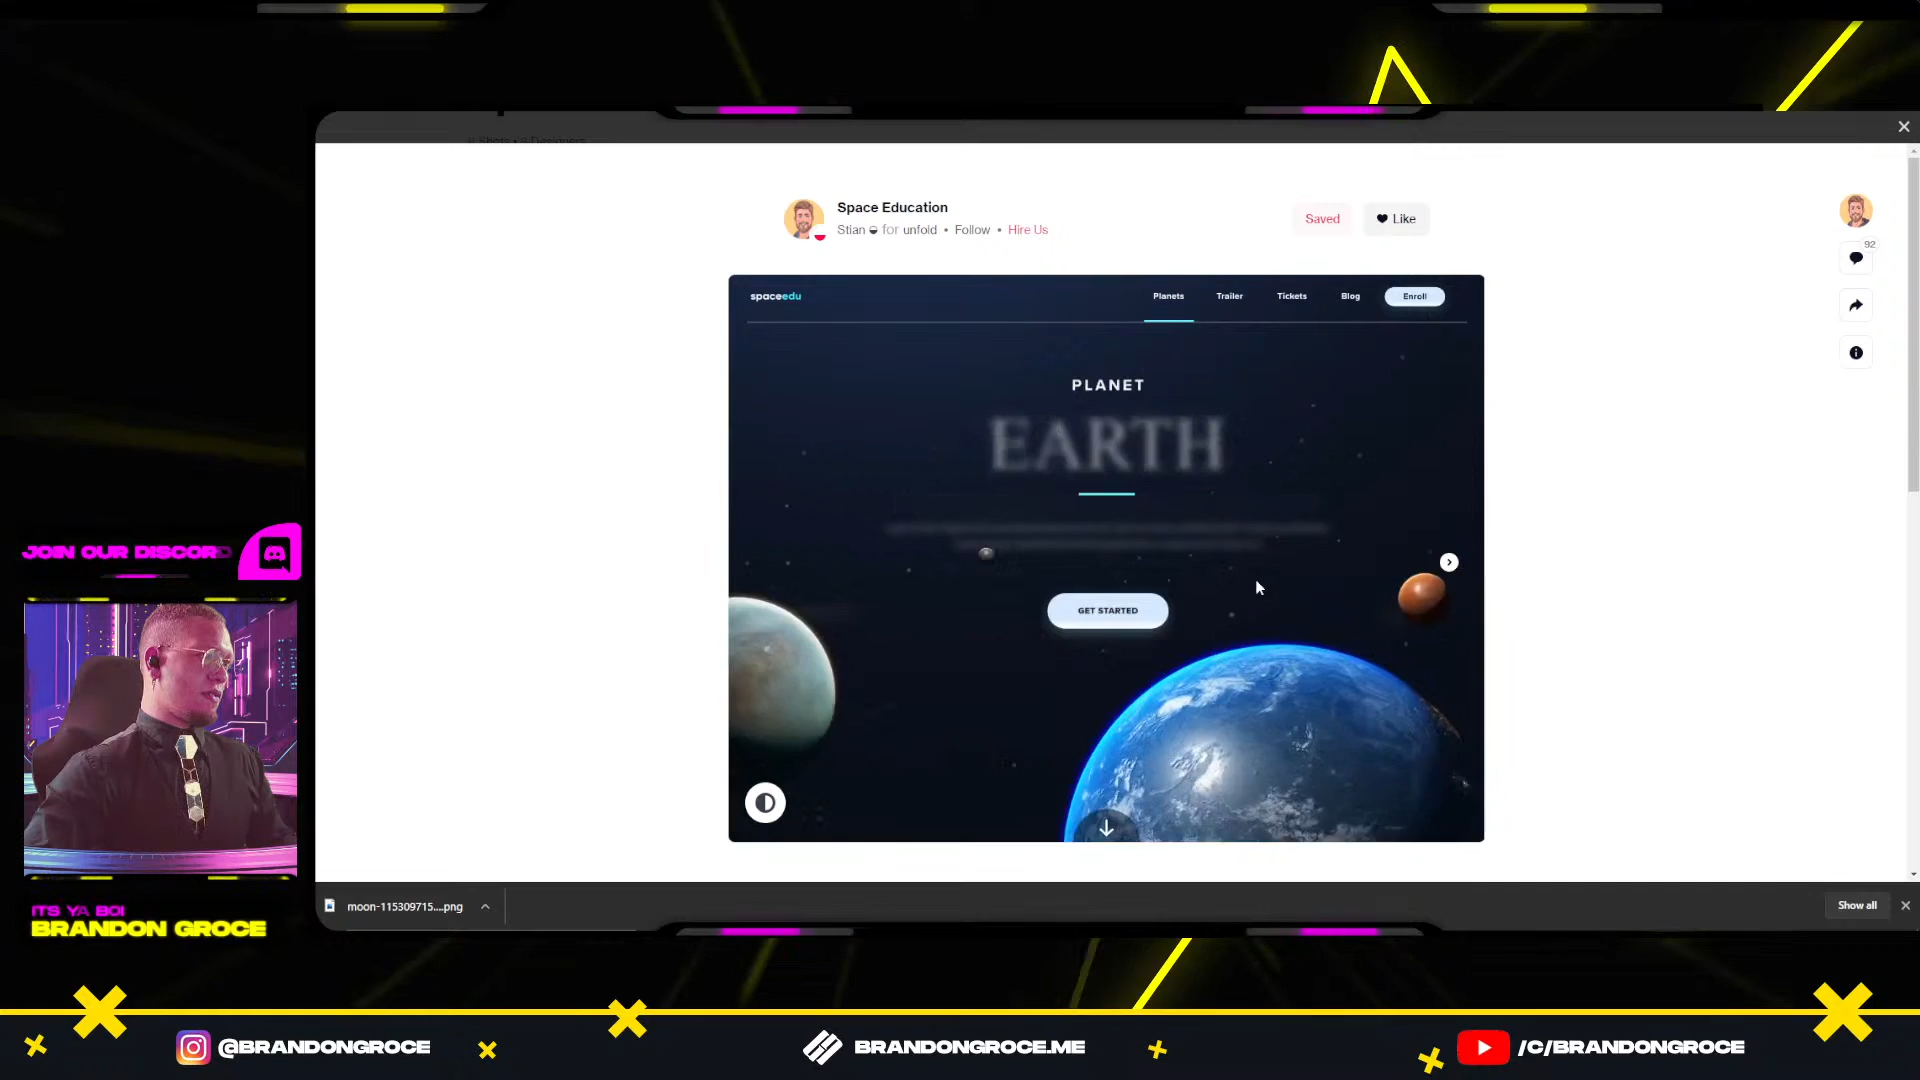 Space Education
Stian for unfold • Follow • Hire Us
Saved
Like
92
spaceedu
Planets
Trailer
Tickets
Blog
Enroll
PLANET
EARTH
GET STARTED
JOIN OUR DISCORD
IT'S YA BOI
BRANDON GROCE
moon-115309715....png
Show all
@BRANDONGROCE
BRANDONGROCE.ME
/C/BRANDONGROCE